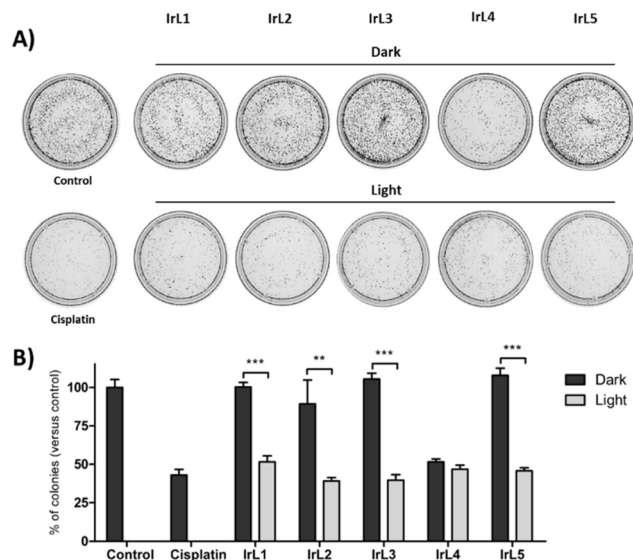 IrL1 IrL2 IrL3 IrL4 IrL5
A)
Dark
Control
Light
Cisplatin
B)
% of colonies (versus control)
100
75
50
25
0
*** ** *** ***
Dark
Light
Control Cisplatin IrL1 IrL2 IrL3 IrL4 IrL5